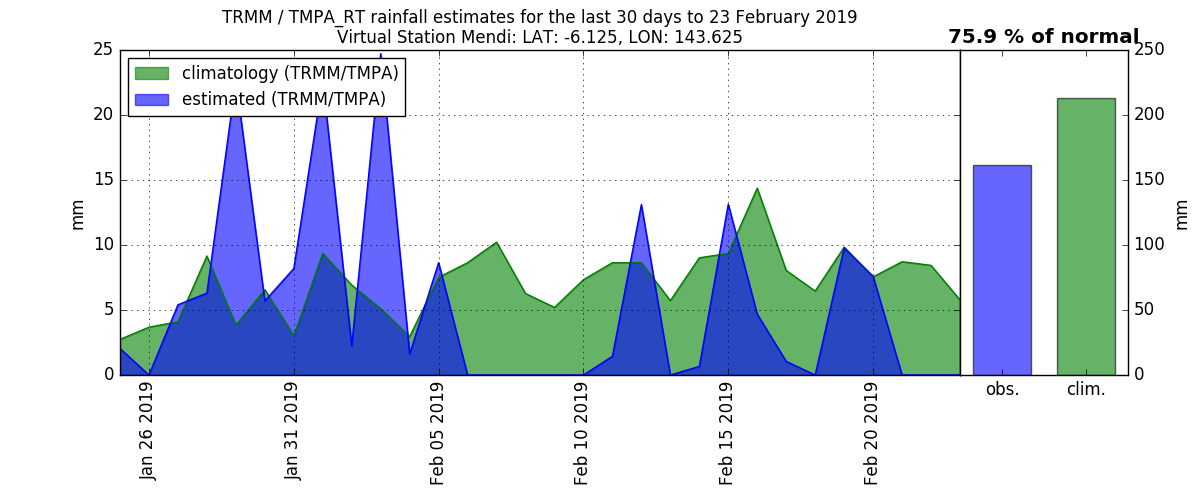 TRMM / TMPA_RT rainfall estimates for the last 30 days to 23 February 2019
Virtual Station Mendi: LAT: -6.125, LON: 143.625
75.9 % of normal
climatology (TRMM/TMPA)
estimated (TRMM/TMPA)
25
20
15
10
5
0
mm
Jan 26 2019
Jan 31 2019
Feb 05 2019
Feb 10 2019
Feb 15 2019
Feb 20 2019
obs.
clim.
250
200
150
100
50
0
mm